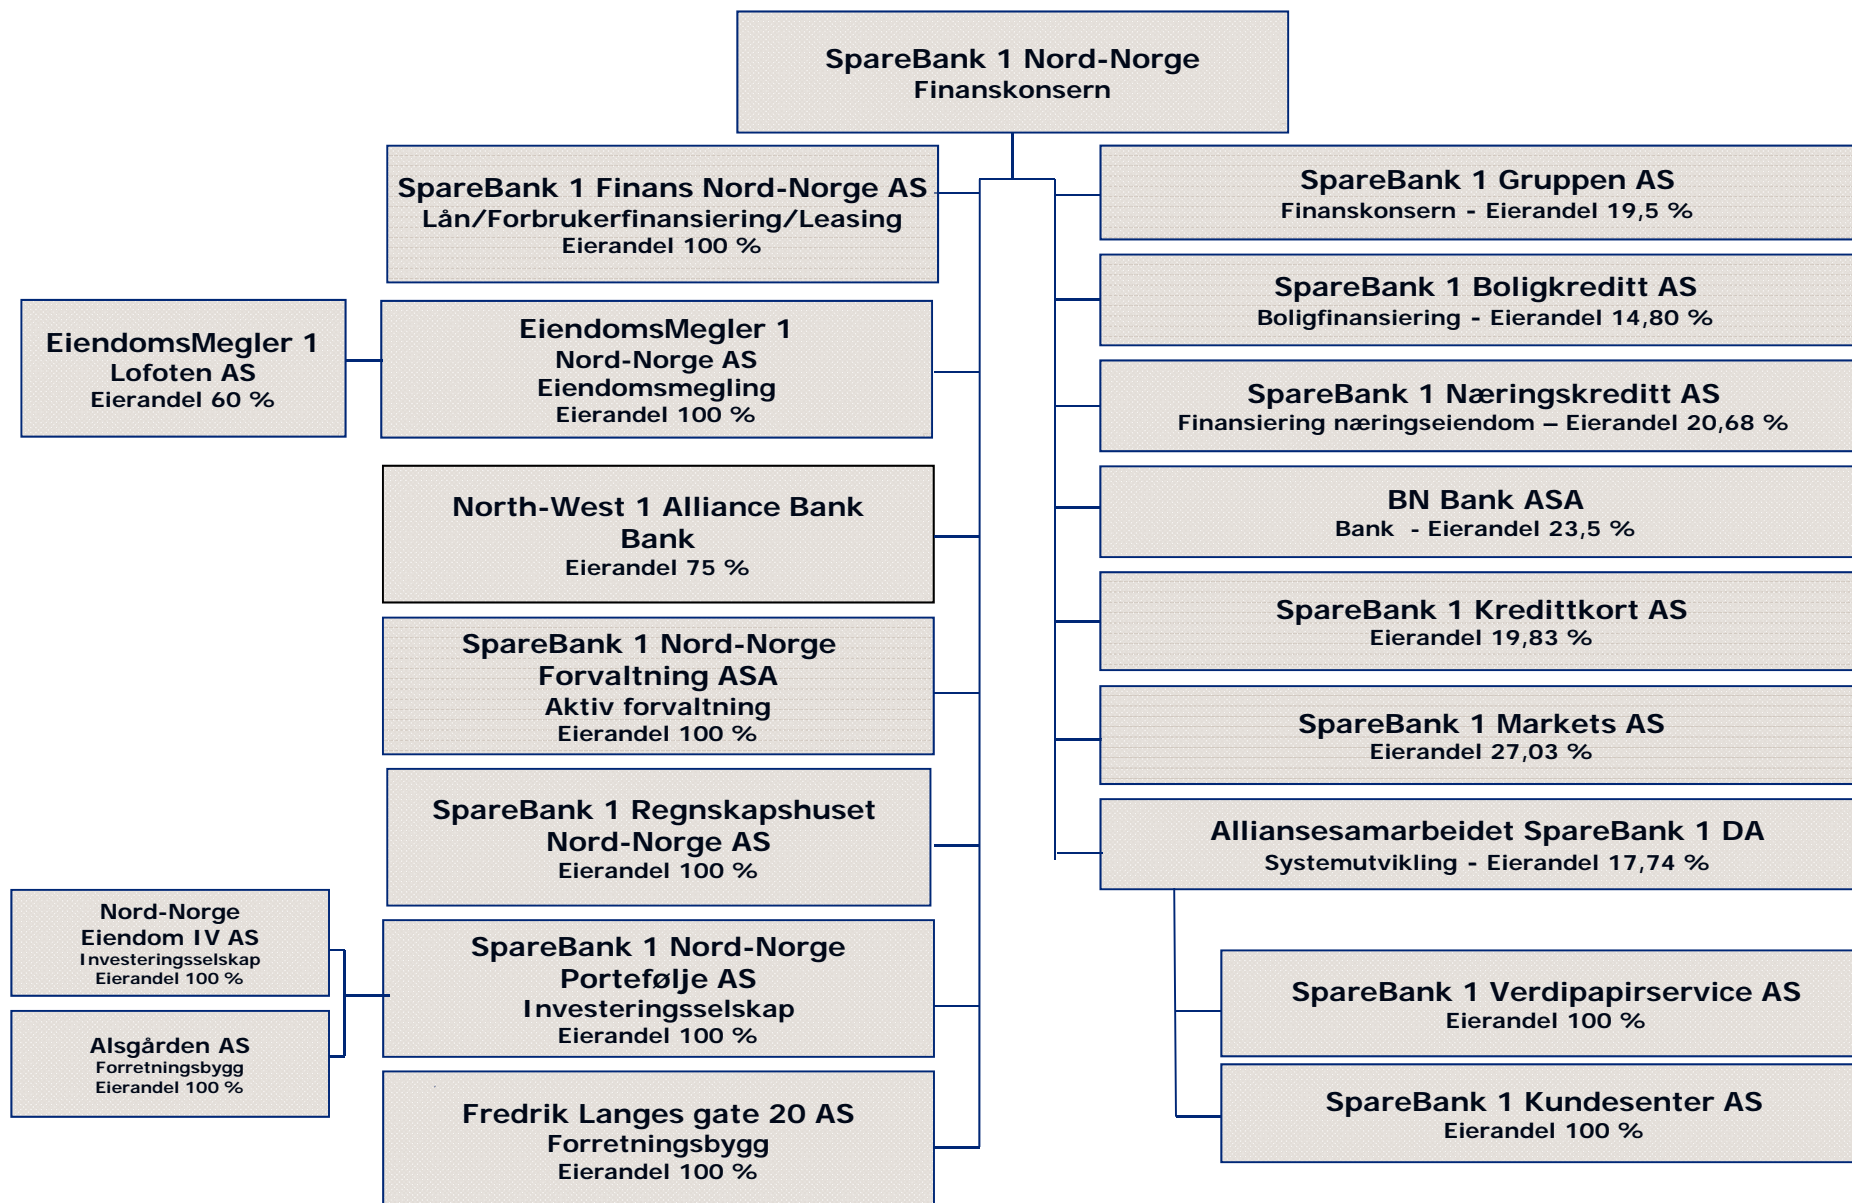 SpareBank 1 Nord-Norge
Finanskonsern
SpareBank 1 Finans Nord-Norge AS
Lån/Forbrukerfinansiering/Leasing
Eierandel 100 %
EiendomsMegler 1
Lofoten AS
Eierandel 60 %
EiendomsMegler 1
Nord-Norge AS
Eiendomsmegling
Eierandel 100 %
North-West 1 Alliance Bank
Bank
Eierandel 75 %
SpareBank 1 Nord-Norge
Forvaltning ASA
Aktiv forvaltning
Eierandel 100 %
SpareBank 1 Regnskapshuset
Nord-Norge AS
Eierandel 100 %
Nord-Norge
Eiendom IV AS
Investeringsselskap
Eierandel 100 %
Alsgården AS
Forretningsbygg
Eierandel 100 %
SpareBank 1 Nord-Norge
Portefølje AS
Investeringsselskap
Eierandel 100 %
Fredrik Langes gate 20 AS
Forretningsbygg
Eierandel 100 %
SpareBank 1 Gruppen AS
Finanskonsern - Eierandel 19,5 %
SpareBank 1 Boligkreditt AS
Boligfinansiering - Eierandel 14,80 %
SpareBank 1 Næringskreditt AS
Finansiering næringseiendom – Eierandel 20,68 %
BN Bank ASA
Bank - Eierandel 23,5 %
SpareBank 1 Kredittkort AS
Eierandel 19,83 %
SpareBank 1 Markets AS
Eierandel 27,03 %
Alliansesamarbeidet SpareBank 1 DA
Systemutvikling - Eierandel 17,74 %
SpareBank 1 Verdipapirservice AS
Eierandel 100 %
SpareBank 1 Kundesenter AS
Eierandel 100 %